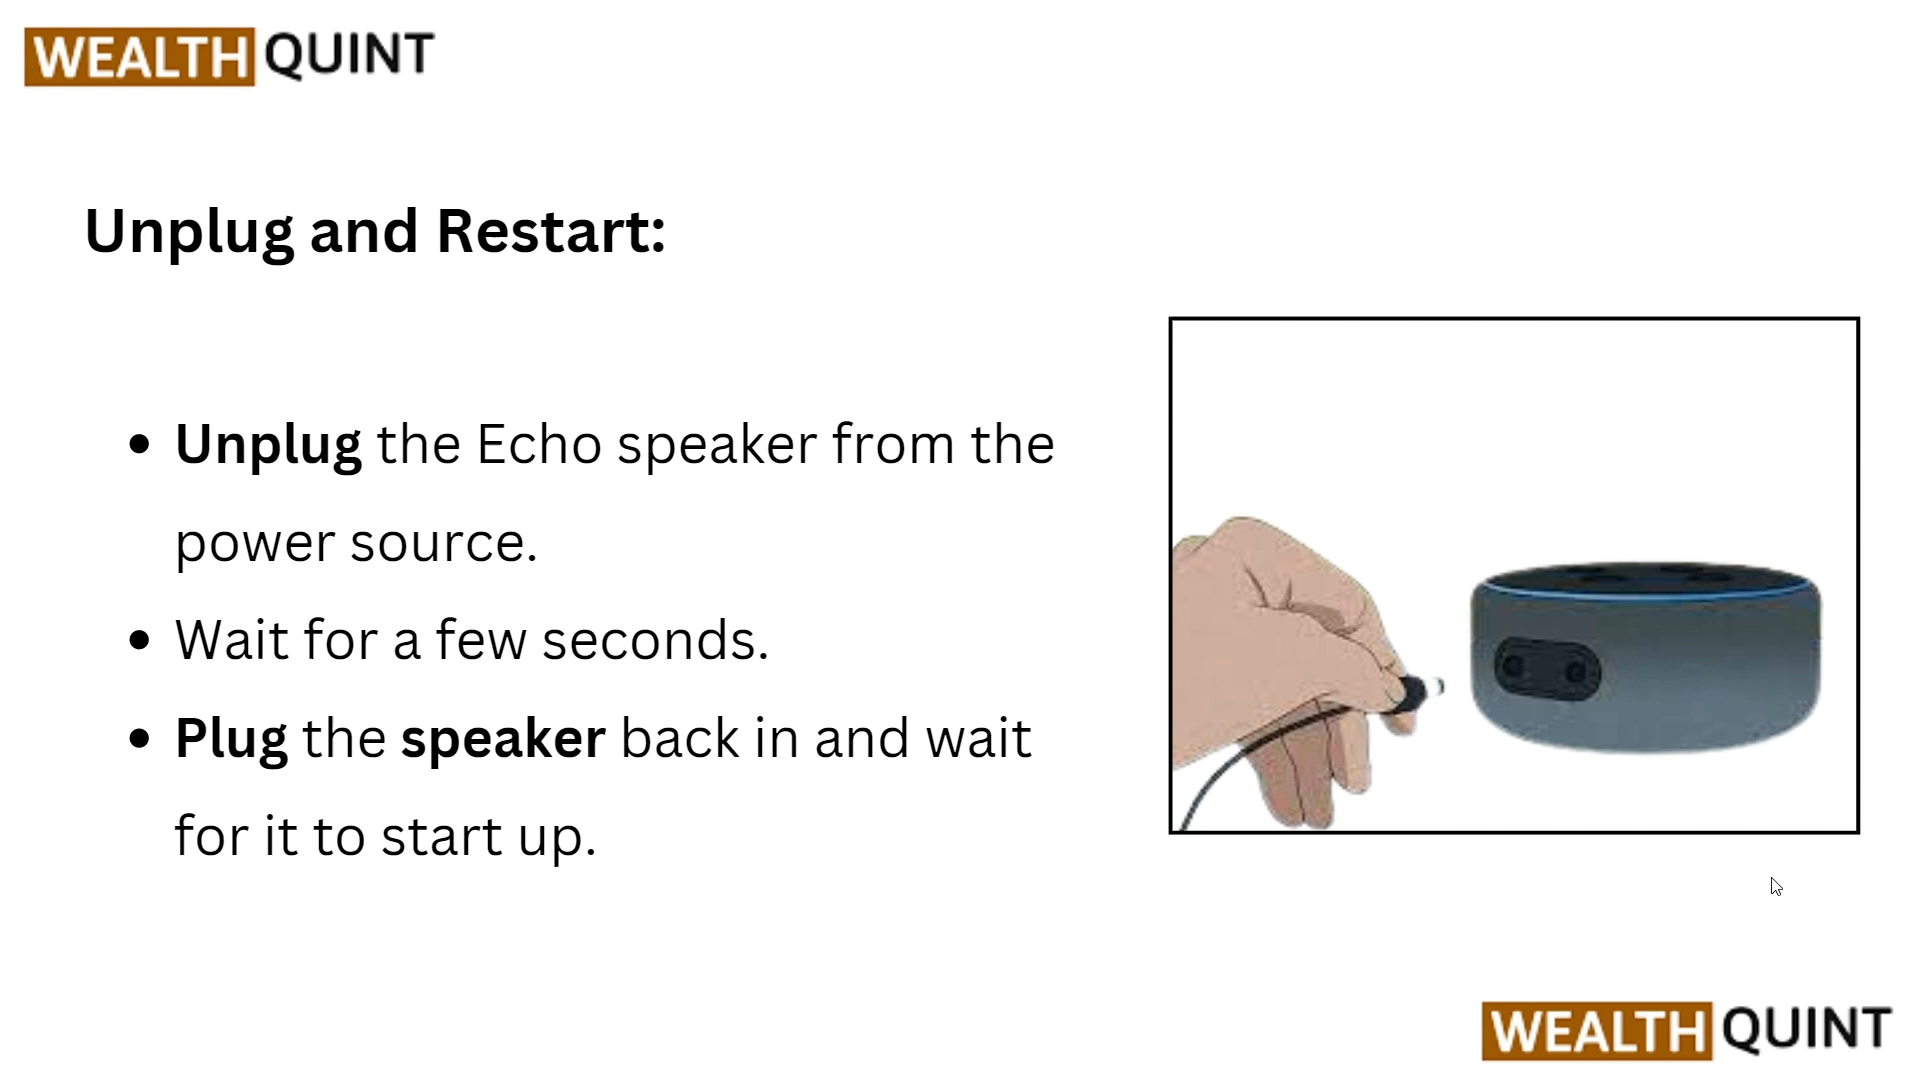 WEALTH QUINT
Unplug and Restart:
• Unplug the Echo speaker from the
power source.
• Wait for a few seconds.
• Plug the speaker back in and wait
for it to start up.
WEALTH QUINT